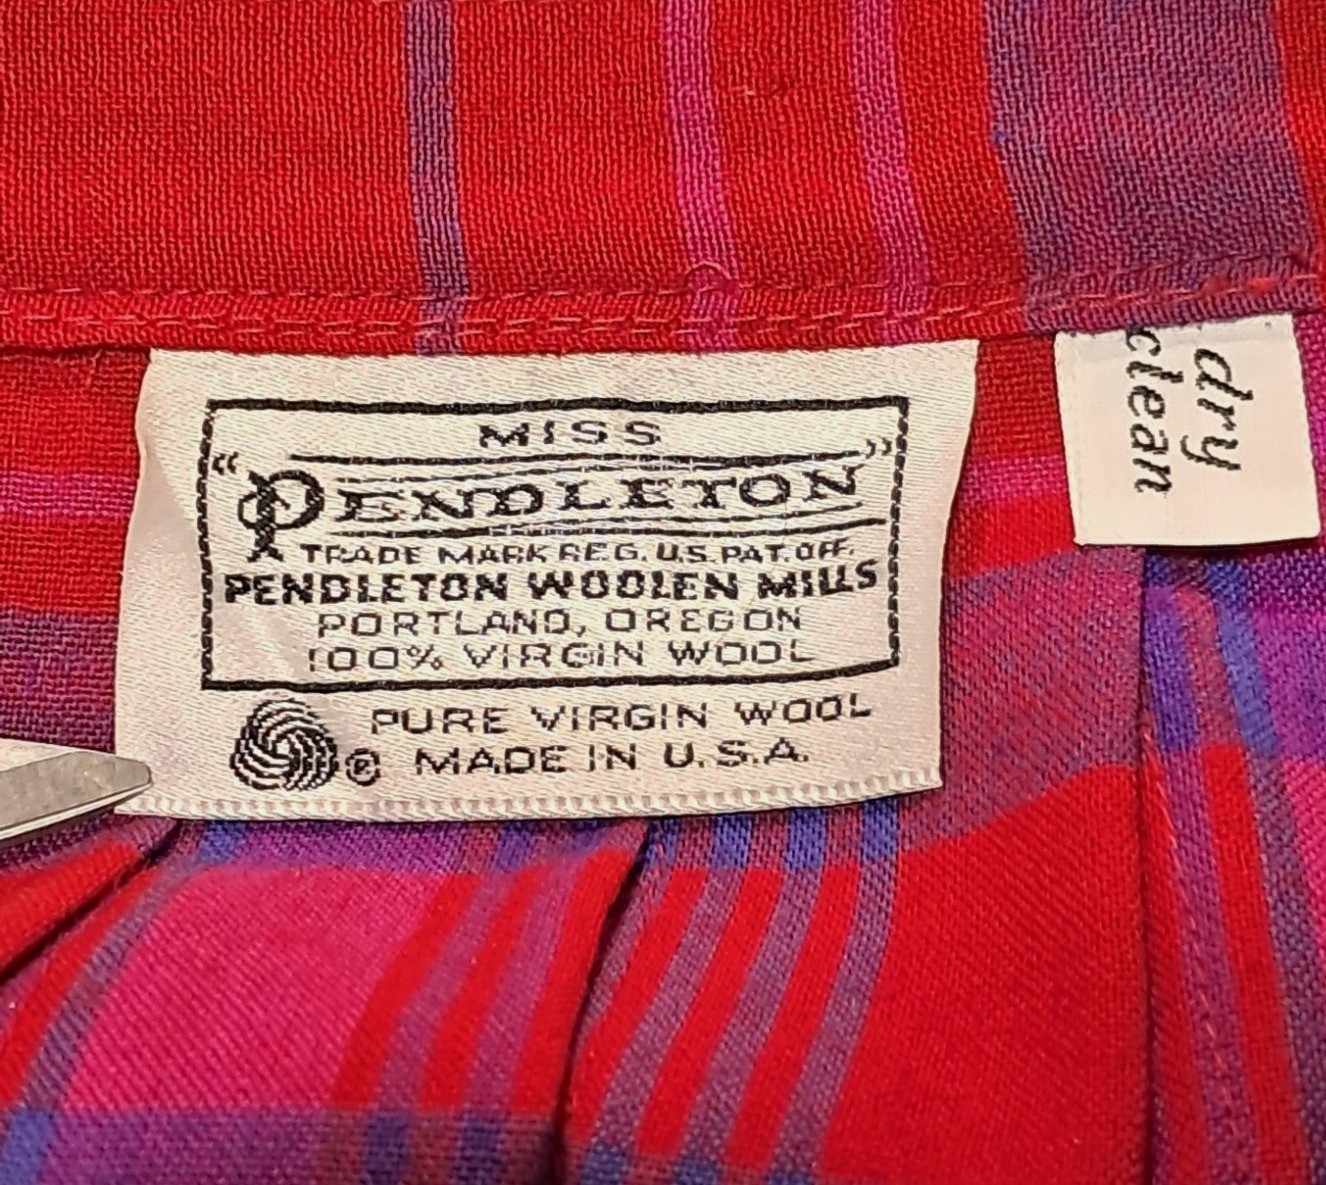 MISS
"PENDLETON"
TRADE MARK REG. U.S. PAT. OFF.
PENDLETON WOOLEN MILLS
PORTLAND, OREGON
100% VIRGIN WOOL
® PURE VIRGIN WOOL
MADE IN U.S.A.
dry
clean